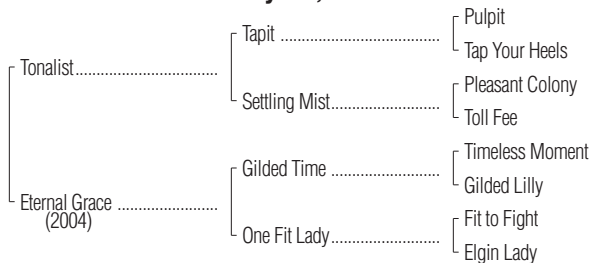 Pulpit
Tapit ........................................
Tap Your Heels
Tonalist....................................
Pleasant Colony
Settling Mist...........................
Toll Fee
Timeless Moment
Gilded Time ...........................
Gilded Lilly
Eternal Grace .........................
(2004)
Fit to Fight
One Fit Lady...........................
Elgin Lady